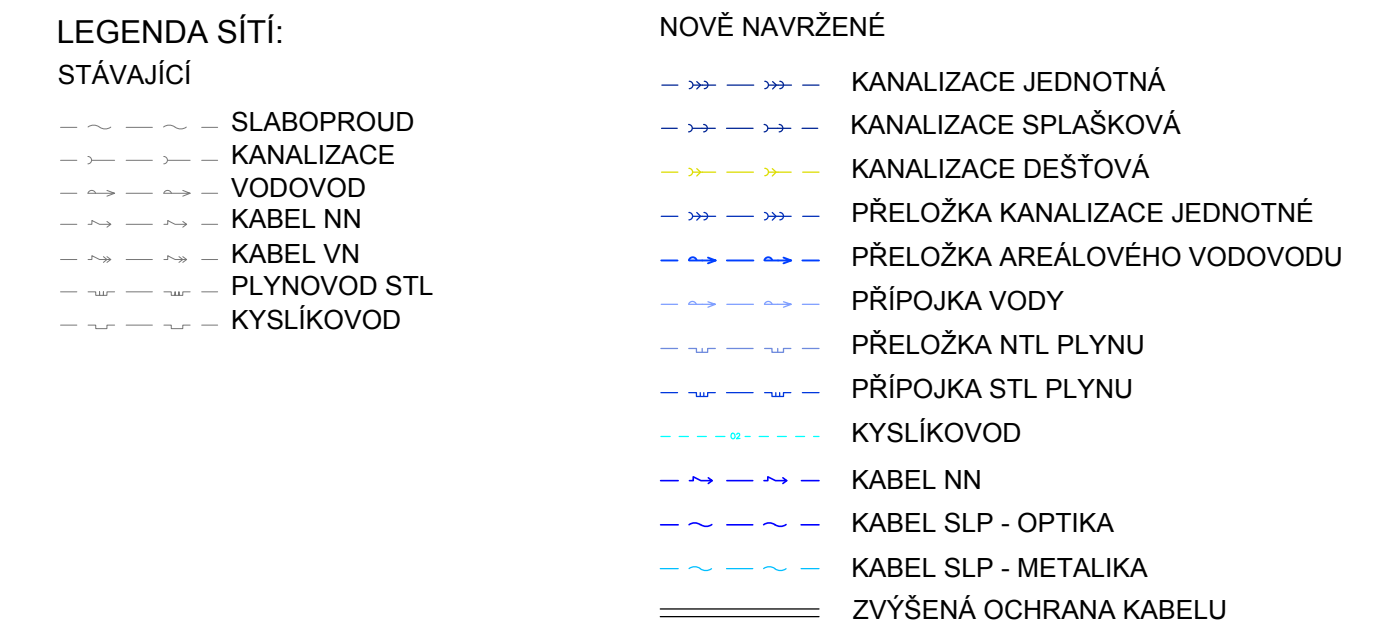 LEGENDA SÍTÍ:
STÁVAJÍCÍ
SLABOPROUD
KANALIZACE
VODOVOD
KABEL NN
KABEL VN
PLYNOVOD STL
KYSLÍKOVOD
NOVĚ NAVRŽENÉ
KANALIZACE JEDNOTNÁ
KANALIZACE SPLAŠKOVÁ
KANALIZACE DEŠŤOVÁ
PŘELOŽKA KANALIZACE JEDNOTNÉ
PŘELOŽKA AREÁLOVÉHO VODOVODU
PŘÍPOJKA VODY
PŘELOŽKA NTL PLYNU
PŘÍPOJKA STL PLYNU
02 KYSLÍKOVOD
KABEL NN
KABEL SLP - OPTIKA
KABEL SLP - METALIKA
ZVÝŠENÁ OCHRANA KABELU